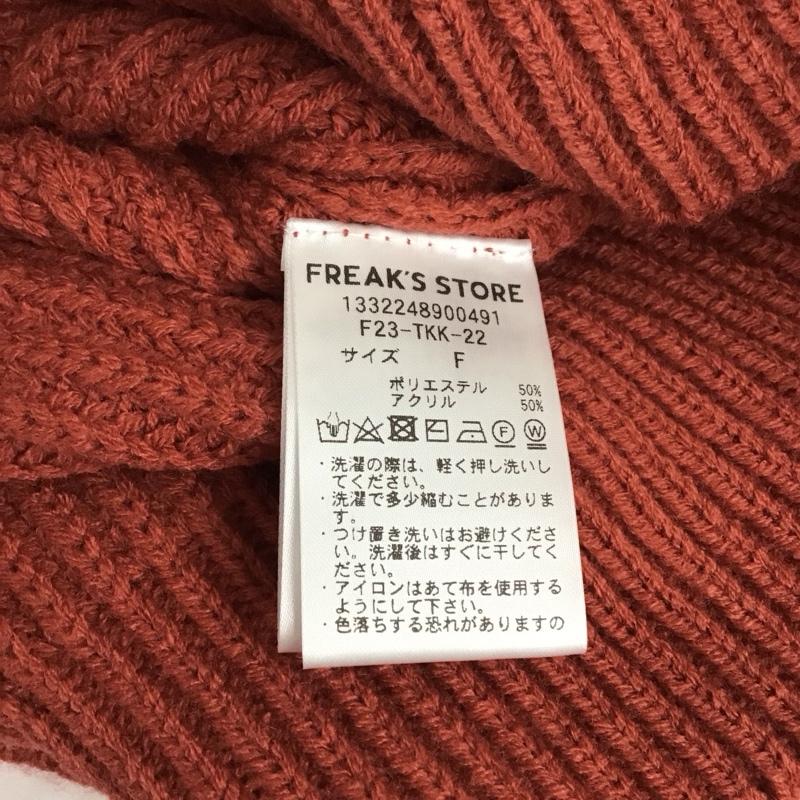 FREAK'S STORE
1332248900491
F23-TKK-22
サイズ F
ポリエステル 50%
アクリル 50%
F W
・洗濯の際は、軽く押し洗いし
てください。
・洗濯で多少縮むことがありま
す。
・つけ置き洗いはお避けくださ
い。洗濯後はすぐに干してく
ださい。
・アイロンはあて布を使用する
ようにして下さい。
・色落ちする恐れがありますの